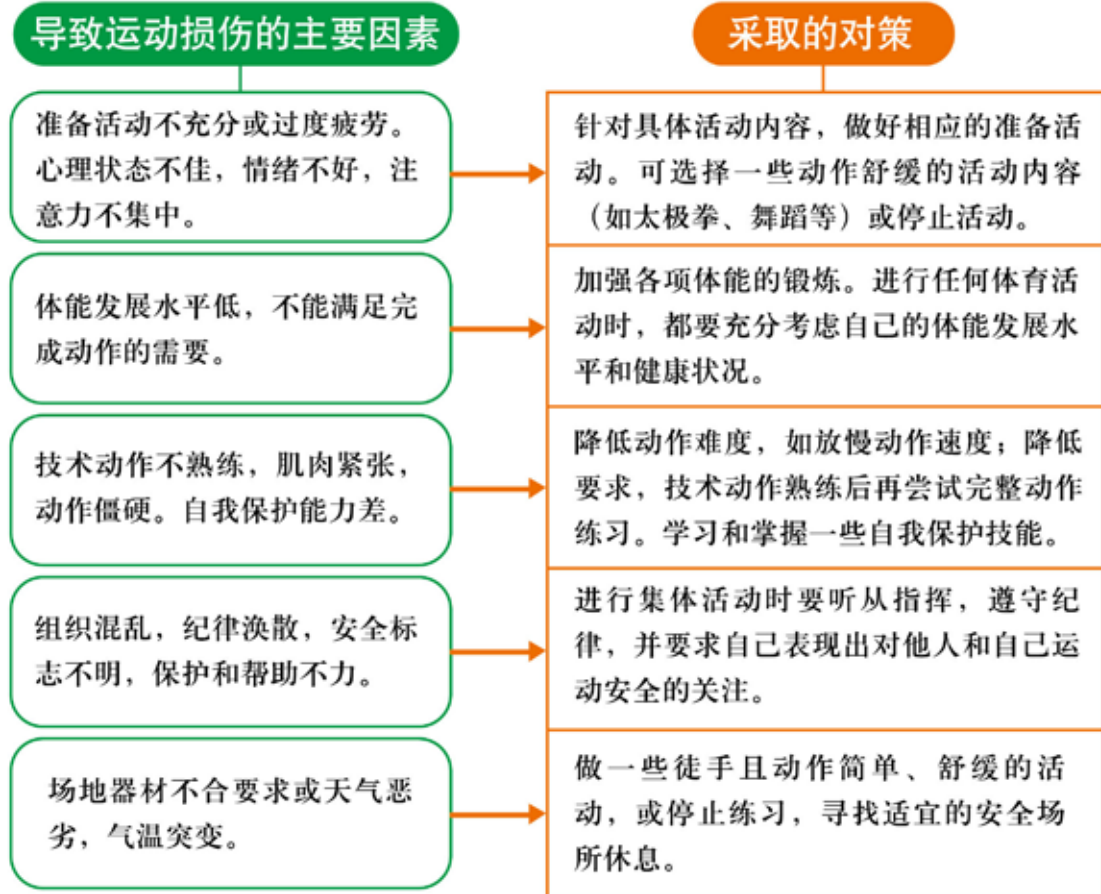 导致运动损伤的主要因素
采取的对策
准备活动不充分或过度疲劳。
心理状态不佳，情绪不好，注
意力不集中。
针对具体活动内容，做好相应的准备活
动。可选择一些动作舒缓的活动内容
（如太极拳、舞蹈等）或停止活动。
体能发展水平低，不能满足完
成动作的需要。
加强各项体能的锻炼。进行任何体育活
动时，都要充分考虑自己的体能发展水
平和健康状况。
技术动作不熟练，肌肉紧张，
动作僵硬。自我保护能力差。
降低动作难度，如放慢动作速度；降低
要求，技术动作熟练后再尝试完整动作
练习。学习和掌握一些自我保护技能。
组织混乱，纪律涣散，安全标
志不明，保护和帮助不力。
进行集体活动时要听从指挥，遵守纪
律，并要求自己表现出对他人和自己运
动安全的关注。
场地器材不合要求或天气恶
劣，气温突变。
做一些徒手且动作简单、舒缓的活
动，或停止练习，寻找适宜的安全场
所休息。